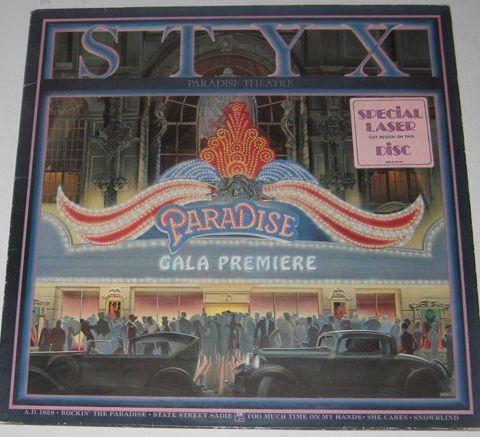 STYX
PARADISE THEATRE
SPECiAL
LASER
CUT DESIGN ON THIS
DiSC
PARADISE
GALA PREMIERE
A.D. 1928 • ROCKIN' THE PARADISE • STATE STREET SADIE • TOO MUCH TIME ON MY HANDS • SHE CARES • SNOWBLIND